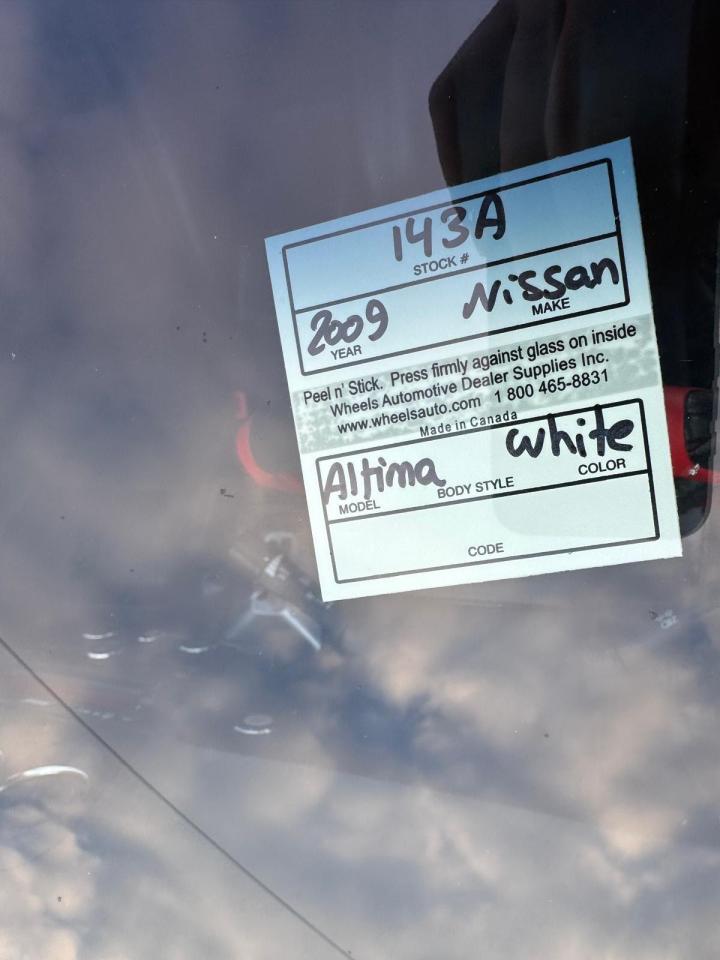 143A
STOCK #
2009 Nissan
YEAR MAKE
Peel n' Stick. Press firmly against glass on inside
Wheels Automotive Dealer Supplies Inc.
www.wheelsauto.com 1 800 465-8831
Made in Canada
Altima White
MODEL BODY STYLE COLOR
CODE